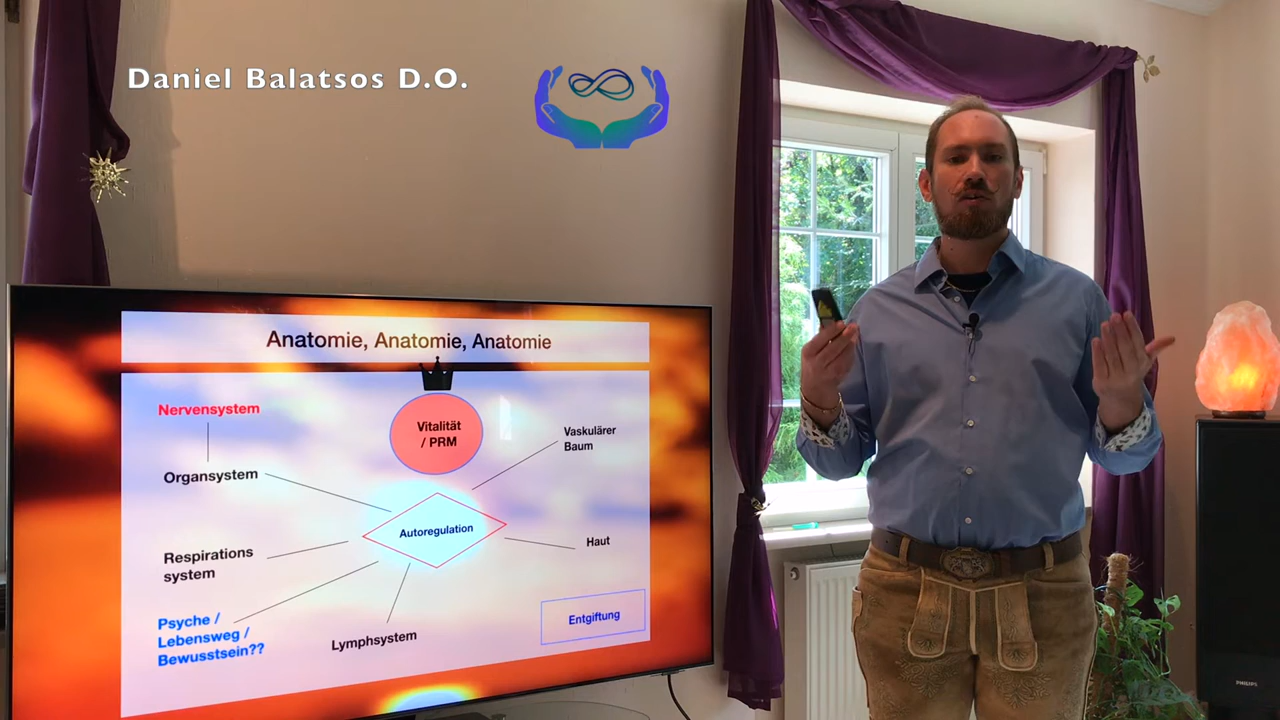 Daniel Balatsos D.O.
Anatomie, Anatomie, Anatomie
Nervensystem
Vitalität
/ PRM
Vaskulärer
Baum
Organsystem
Autoregulation
Haut
Respirations
system
Psyche /
Lebensweg /
Bewusstsein??
Lymphsystem
Entgiftung
PHILIPS